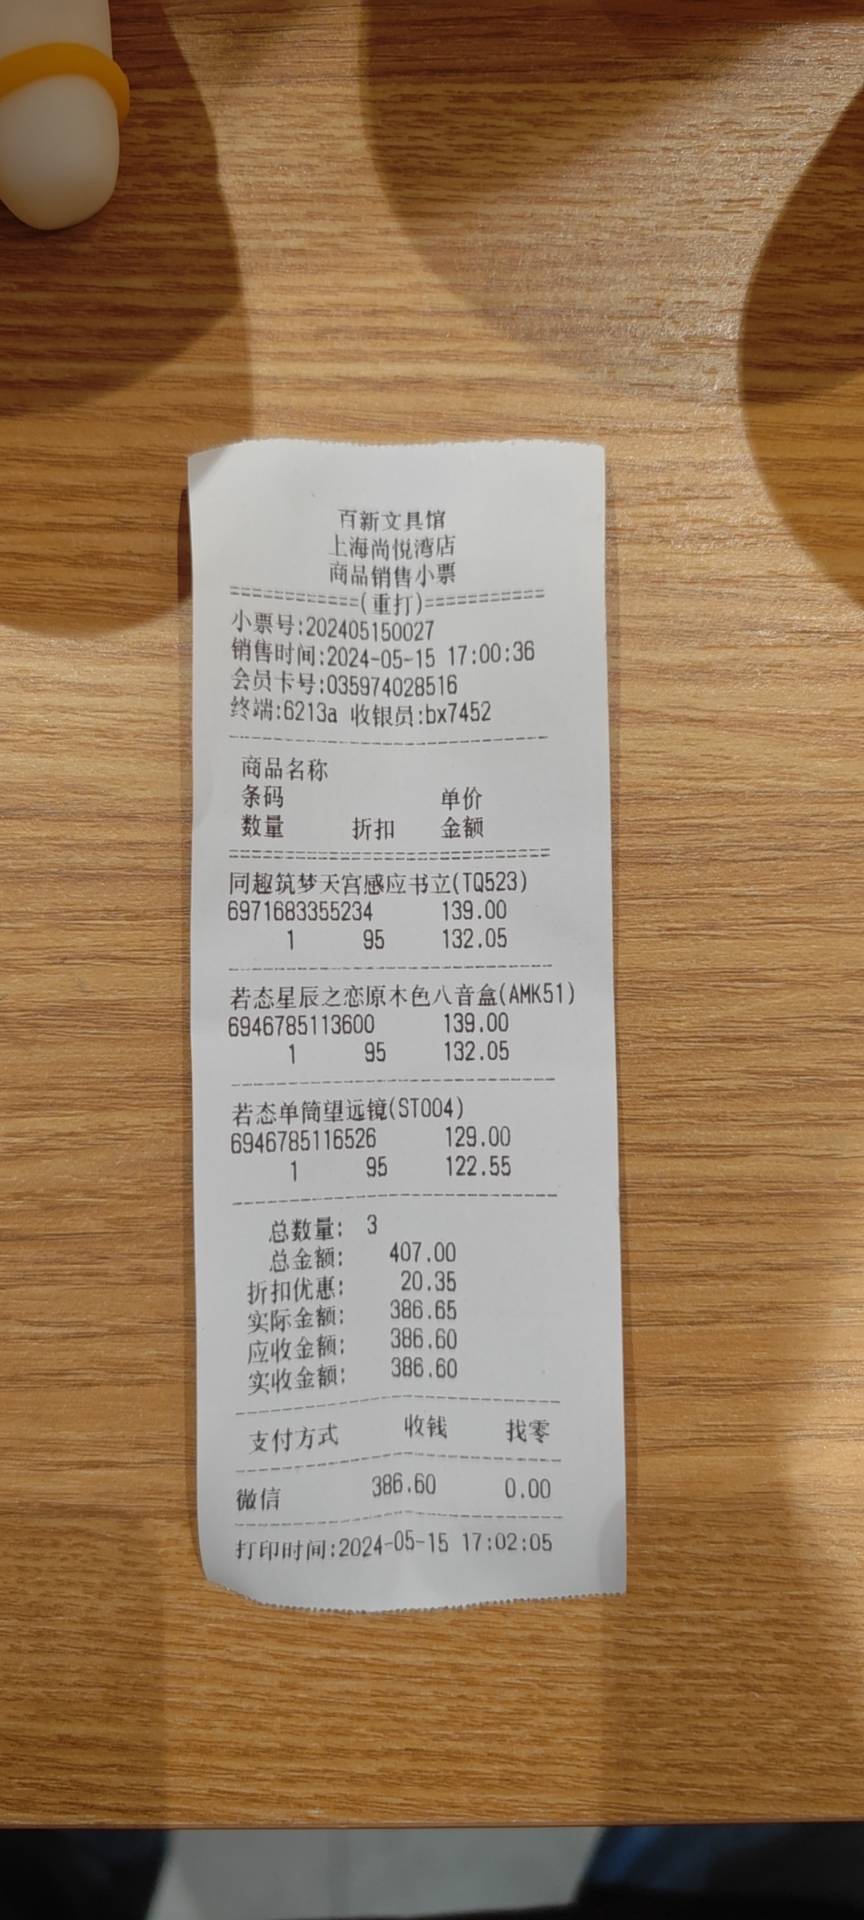 百新文具馆
上海尚悦湾店
商品销售小票
============(重打)===========
小票号:202405150027
销售时间:2024-05-15 17:00:36
会员卡号:035974028516
终端:6213a 收银员:bx7452
商品名称
条码 单价
数量 折扣 金额
同趣筑梦天宫感应书立(TQ523)
6971683355234 139.00
1 95 132.05
若态星辰之恋原木色八音盒(AMK51)
6946785113600 139.00
1 95 132.05
若态单筒望远镜(ST004)
6946785116526 129.00
1 95 122.55
总数量: 3
总金额: 407.00
折扣优惠: 20.35
实际金额: 386.65
应收金额: 386.60
实收金额: 386.60
支付方式 收钱 找零
微信 386.60 0.00
打印时间:2024-05-15 17:02:05